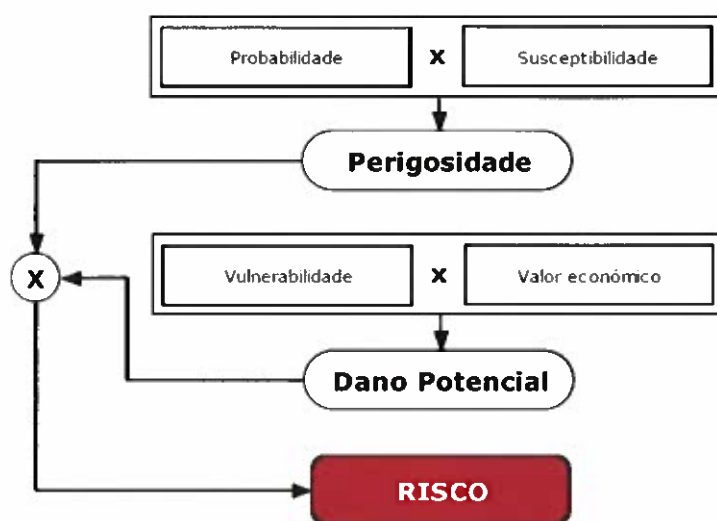 Probabilidade X Susceptibilidade
Perigosidade
X
Vulnerabilidade X Valor económico
Dano Potencial
RISCO